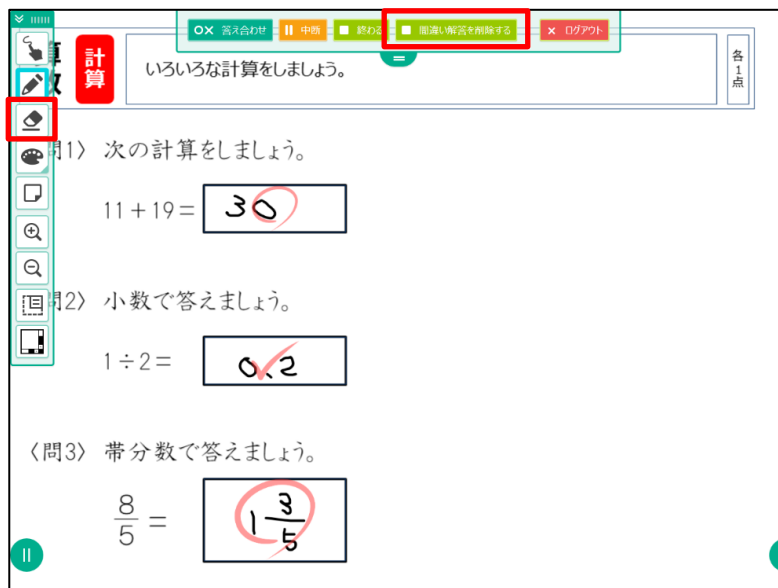 ○× 答え合わせ 中断 終わる 間違い解答を削除する × ログアウト
算数 計算 いろいろな計算をしましょう。 各1点
〈問1〉 次の計算をしましょう。
11+19= 30
〈問2〉 小数で答えましょう。
1÷2= 0.2
〈問3〉 帯分数で答えましょう。
8/5 = 1 3/5